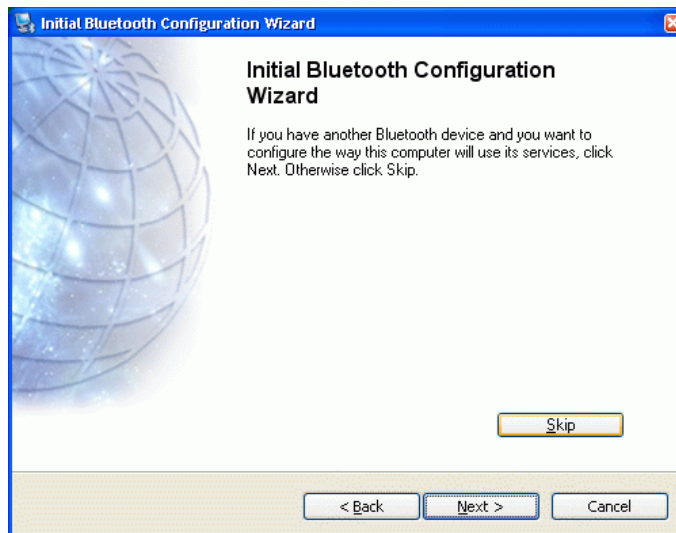 Initial Bluetooth Configuration Wizard
Initial Bluetooth Configuration
Wizard
If you have another Bluetooth device and you want to
configure the way this computer will use its services, click
Next. Otherwise click Skip.
Skip
< Back Next > Cancel